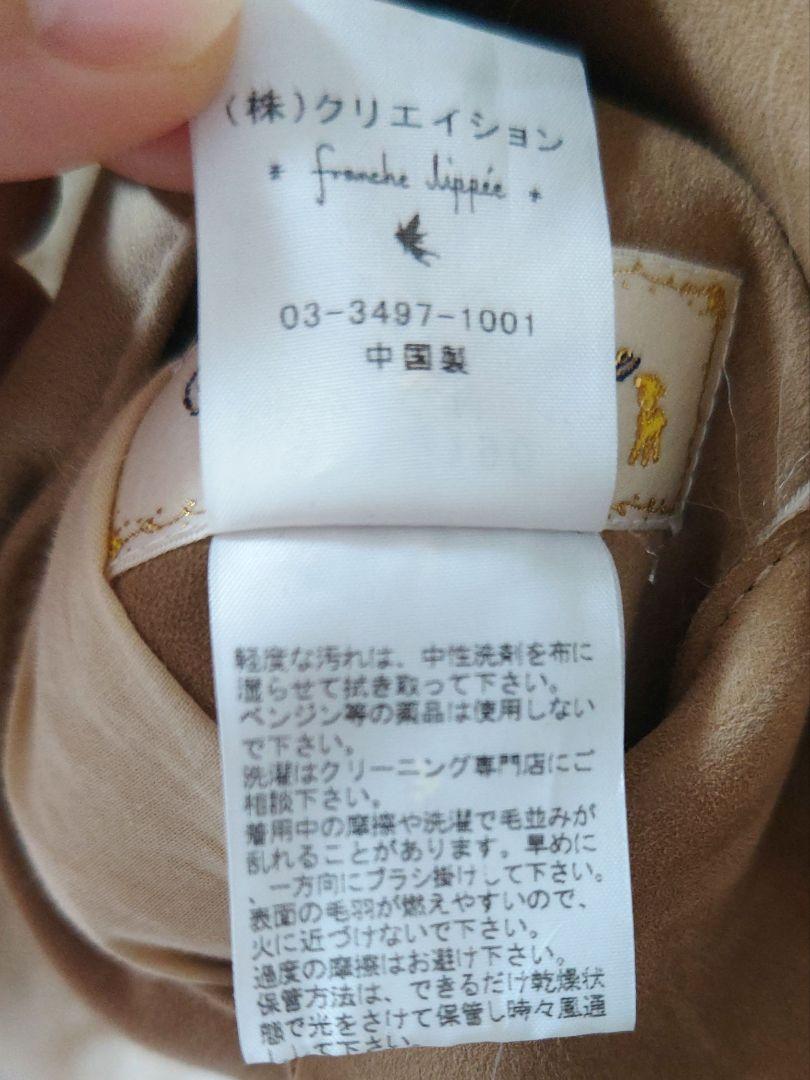 (株)クリエイション
* franche lippée *
03-3497-1001
中国製
軽度な汚れは、中性洗剤を布に
湿らせて拭き取って下さい。
ベンジン等の薬品は使用しない
で下さい。
洗濯はクリーニング専門店にご
相談下さい。
着用中の摩擦や洗濯で毛並みが
乱れることがあります。早めに
、一方向にブラシ掛けして下さい。
表面の毛羽が燃えやすいので、
火に近づけないで下さい。
過度の摩擦はお避け下さい。
保管方法は、できるだけ乾燥状
態で光をさけて保管し時々風通
しして下さい。